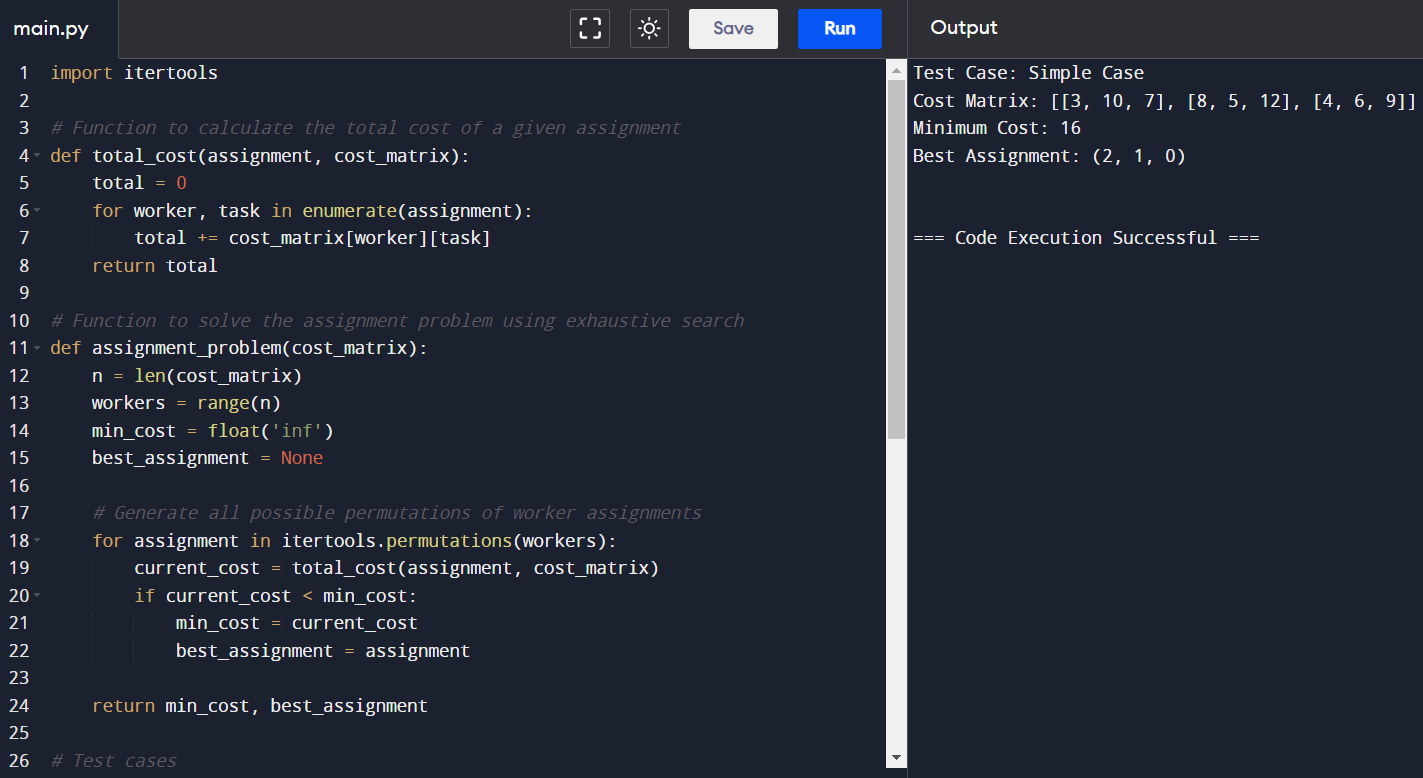 main.py
Save
Run
Output
1 import itertools
2
3 # Function to calculate the total cost of a given assignment
4 def total_cost(assignment, cost_matrix):
5     total = 0
6     for worker, task in enumerate(assignment):
7         total += cost_matrix[worker][task]
8     return total
9
10 # Function to solve the assignment problem using exhaustive search
11 def assignment_problem(cost_matrix):
12     n = len(cost_matrix)
13     workers = range(n)
14     min_cost = float('inf')
15     best_assignment = None
16
17     # Generate all possible permutations of worker assignments
18     for assignment in itertools.permutations(workers):
19         current_cost = total_cost(assignment, cost_matrix)
20         if current_cost < min_cost:
21             min_cost = current_cost
22             best_assignment = assignment
23
24     return min_cost, best_assignment
25
26 # Test cases
Test Case: Simple Case
Cost Matrix: [[3, 10, 7], [8, 5, 12], [4, 6, 9]]
Minimum Cost: 16
Best Assignment: (2, 1, 0)
=== Code Execution Successful ===